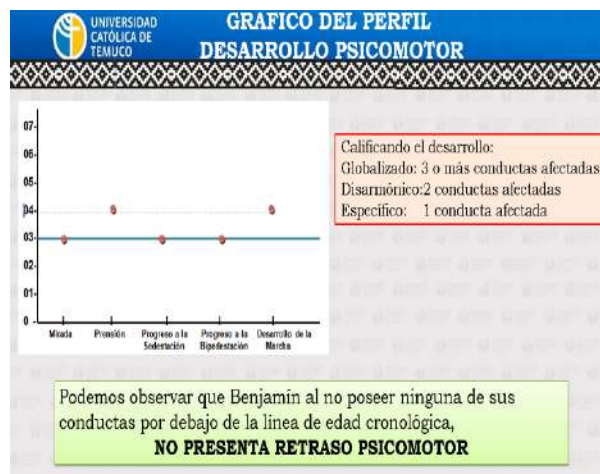 UNIVERSIDAD
CATÓLICA DE
TEMUCO
GRAFICO DEL PERFIL
DESARROLLO PSICOMOTOR
07
06
05
04
03
02
01
0
Mirada
Prensión
Progreso a la
Sedestación
Progreso a la
Bipedestación
Desarrollo de la
Marcha
Calificando el desarrollo:
Globalizado: 3 o más conductas afectadas
Disarmónico:2 conductas afectadas
Específico: 1 conducta afectada
Podemos observar que Benjamín al no poseer ninguna de sus
conductas por debajo de la linea de edad cronológica,
NO PRESENTA RETRASO PSICOMOTOR